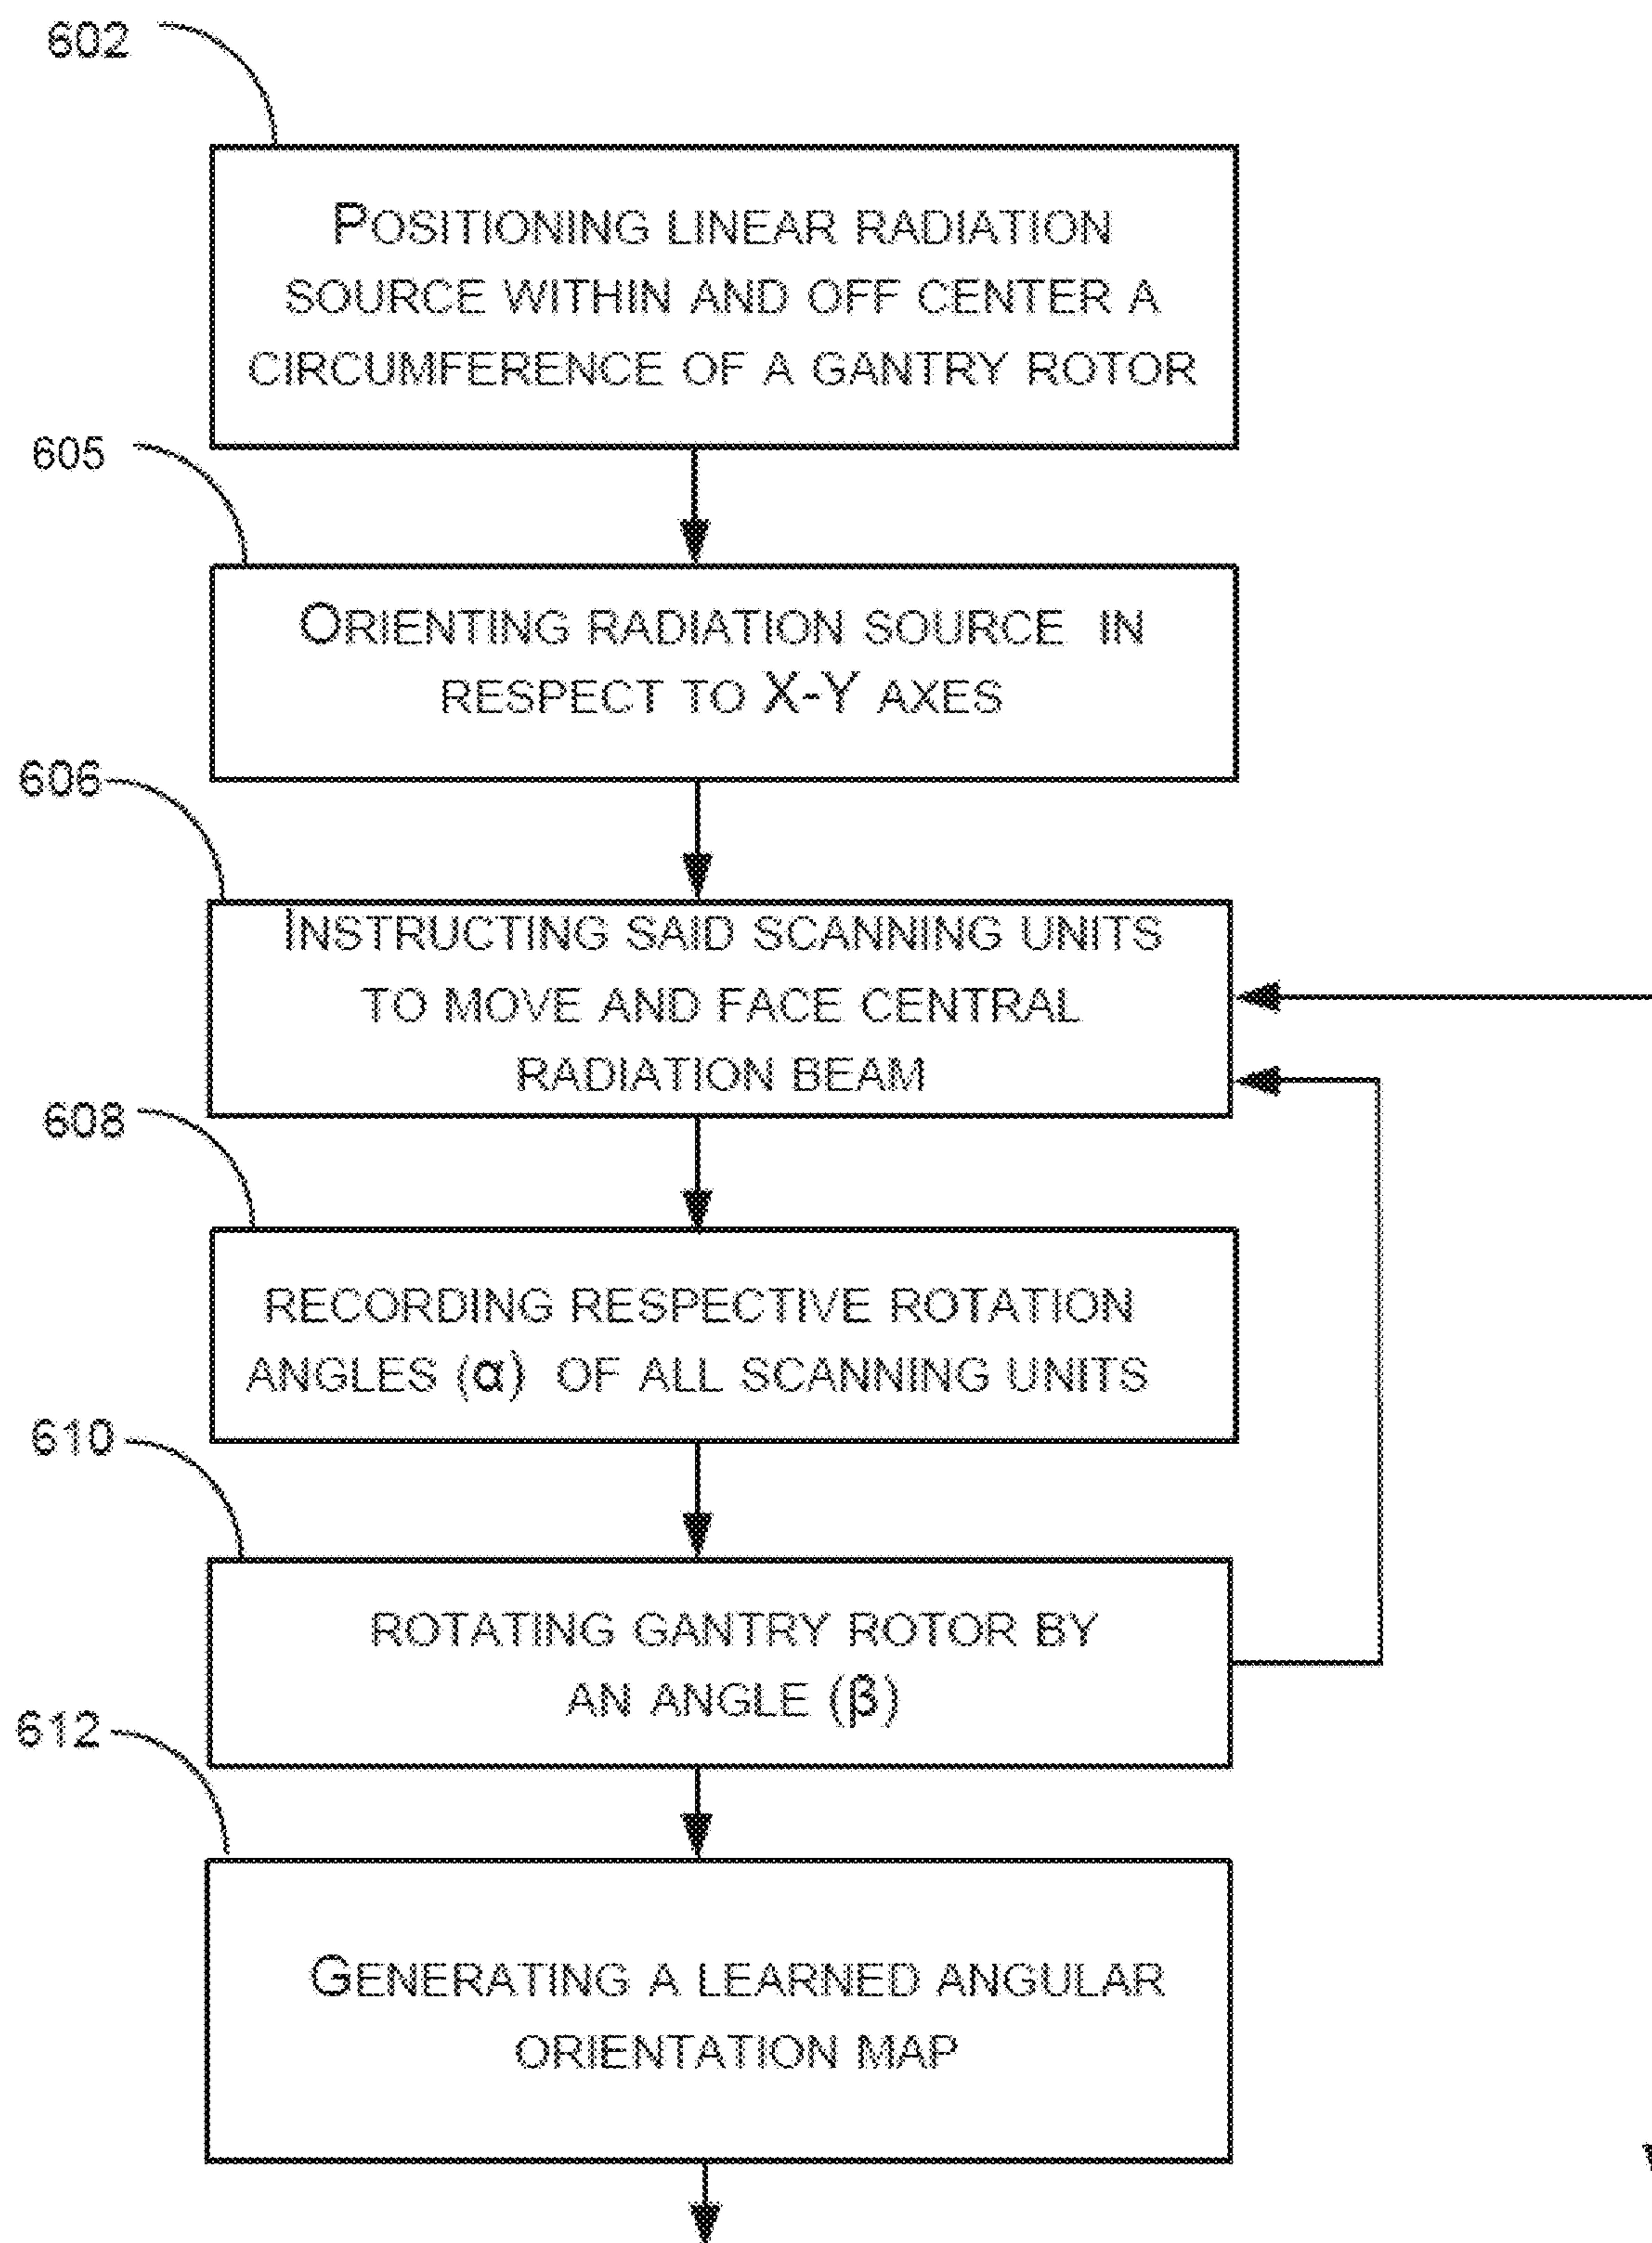 602
POSITIONING LINEAR RADIATION
SOURCE WITHIN AND OFF CENTER A
CIRCUMFERENCE OF A GANTRY ROTOR
605
ORIENTING RADIATION SOURCE IN
RESPECT TO X-Y AXES
606
INSTRUCTING SAID SCANNING UNITS
TO MOVE AND FACE CENTRAL
RADIATION BEAM
608
RECORDING RESPECTIVE ROTATION
ANGLES (α) OF ALL SCANNING UNITS
610
ROTATING GANTRY ROTOR BY
AN ANGLE (β)
612
GENERATING A LEARNED ANGULAR
ORIENTATION MAP